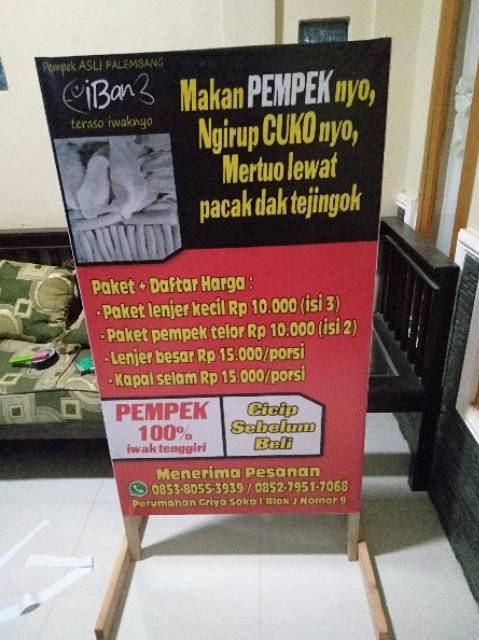 Pempek ASLI PALEMBANG
iBan3
teraso iwaknyo
Makan PEMPEK nyo,
Ngirup CUKO nyo,
Mertuo lewat
pacak dak tejingok
Paket + Daftar Harga :
- Paket lenjer kecil Rp 10.000 (isi 3)
- Paket pempek telor Rp 10.000 (isi 2)
- Lenjer besar Rp 15.000/porsi
- Kapal selam Rp 15.000/porsi
PEMPEK
100%
iwak tenggiri
Cicip
Sebelum
Beli
Menerima Pesanan
0853-8055-3939 / 0852-7951-7068
Perumahan Griya Soka I Blok J Nomor 9